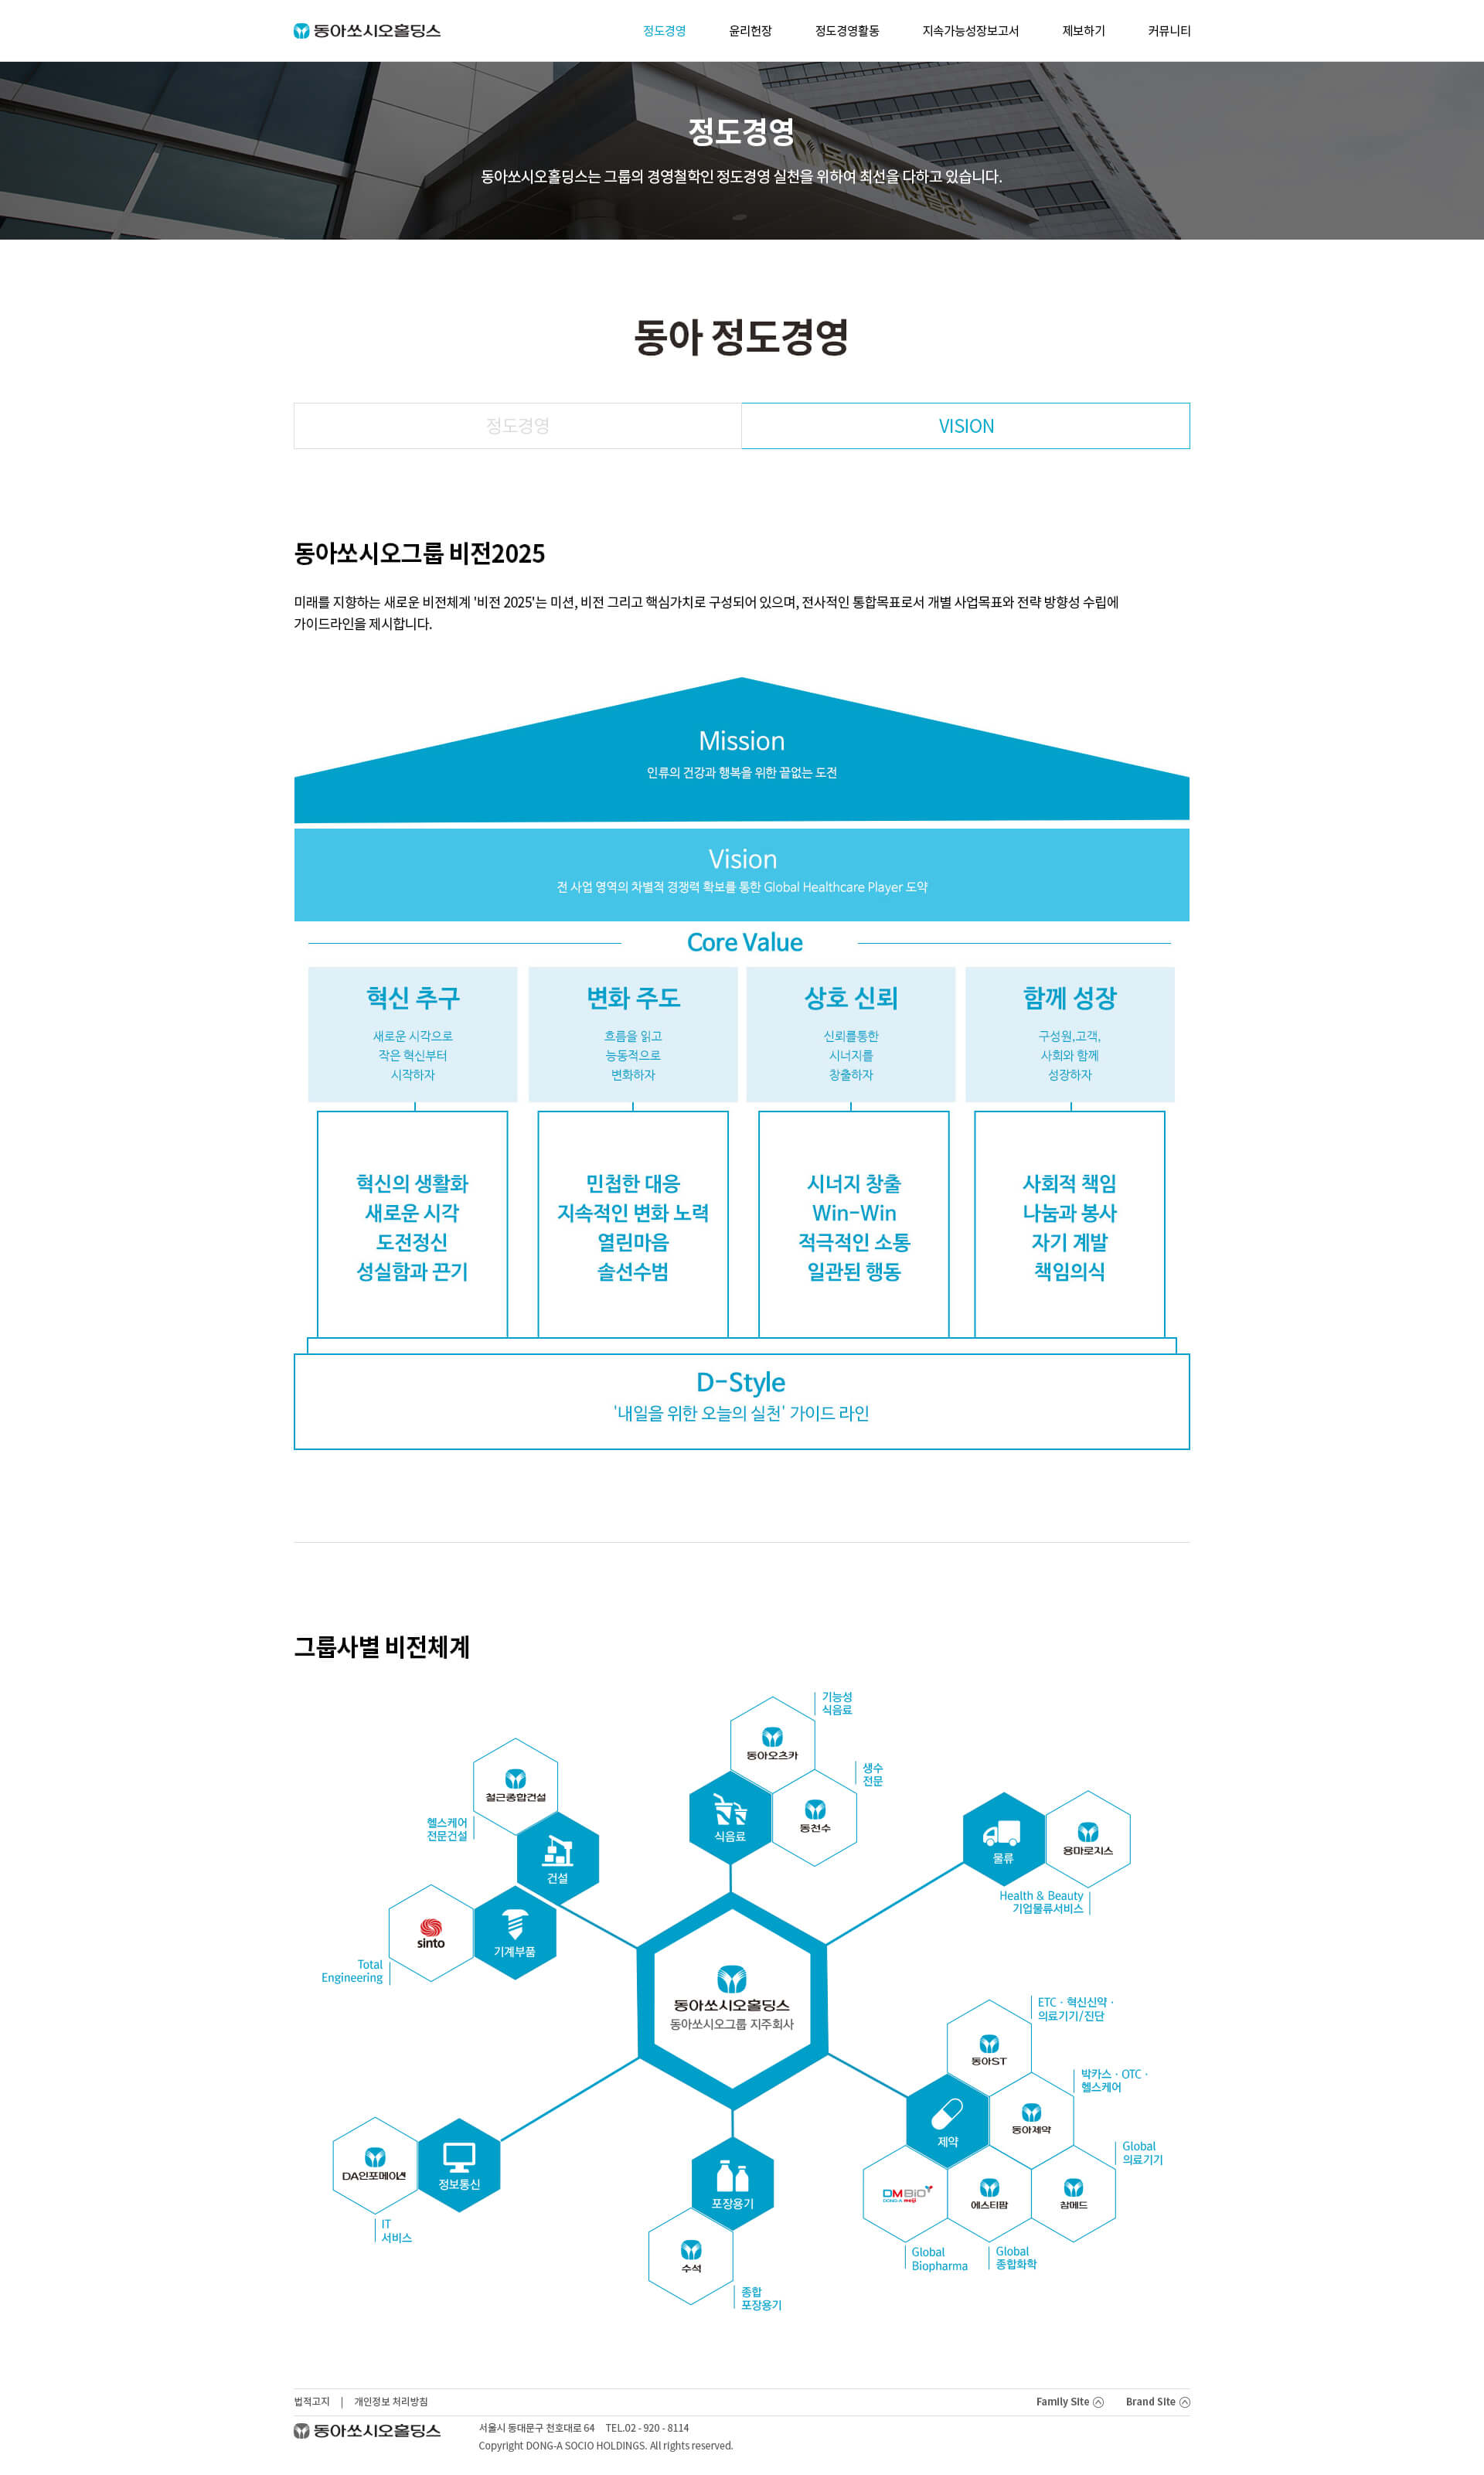 동아쏘시오홀딩스
정도경영 윤리헌장 정도경영활동 지속가능성장보고서 제보하기 커뮤니티
정도경영
동아쏘시오홀딩스는 그룹의 경영철학인 정도경영 실천을 위하여 최선을 다하고 있습니다.
동아 정도경영
정도경영 VISION
동아쏘시오그룹 비전2025
미래를 지향하는 새로운 비전체계 '비전 2025'는 미션, 비전 그리고 핵심가치로 구성되어 있으며, 전사적인 통합목표로서 개별 사업목표와 전략 방향성 수립에
가이드라인을 제시합니다.
Mission
인류의 건강과 행복을 위한 끝없는 도전
Vision
전 사업 영역의 차별적 경쟁력 확보를 통한 Global Healthcare Player 도약
Core Value
혁신 추구
새로운 시각으로
작은 혁신부터
시작하자
변화 주도
흐름을 읽고
능동적으로
변화하자
상호 신뢰
신뢰를통한
시너지를
창출하자
함께 성장
구성원,고객,
사회와 함께
성장하자
혁신의 생활화
새로운 시각
도전정신
성실함과 끈기
민첩한 대응
지속적인 변화 노력
열린마음
솔선수범
시너지 창출
Win-Win
적극적인 소통
일관된 행동
사회적 책임
나눔과 봉사
자기 계발
책임의식
D-Style
'내일을 위한 오늘의 실천' 가이드 라인
그룹사별 비전체계
기능성
식음료
동아오츠카
생수
전문
동천수
식음료
철근종합건설
헬스케어
전문건설
건설
물류
용마로지스
Health & Beauty
기업물류서비스
sinto
기계부품
Total
Engineering
동아쏘시오홀딩스
동아쏘시오그룹 지주회사
ETC · 혁신신약 ·
의료기기/진단
동아ST
박카스 · OTC ·
헬스케어
동아제약
제약
Global
의료기기
DMBIO
DONG-A meiji
에스티팜
참메드
Global
Biopharma
Global
종합화학
DA인포메이션
정보통신
IT
서비스
포장용기
수석
종합
포장용기
법적고지 | 개인정보 처리방침
Family Site Brand Site
동아쏘시오홀딩스
서울시 동대문구 천호대로 64 TEL.02 - 920 - 8114
Copyright DONG-A SOCIO HOLDINGS. All rights reserved.